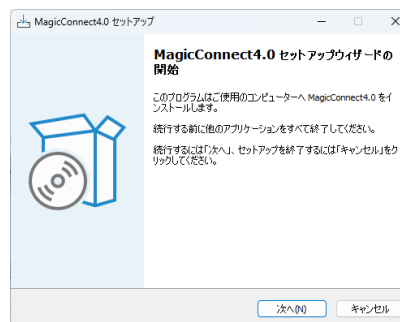 MagicConnect4.0 セットアップ
MagicConnect4.0 セットアップウィザードの
開始
このプログラムはご使用のコンピューターへ MagicConnect4.0 をイ
ンストールします。
続行する前に他のアプリケーションをすべて終了してください。
続行するには「次へ」、セットアップを終了するには「キャンセル」をク
リックしてください。
次へ(N)
キャンセル